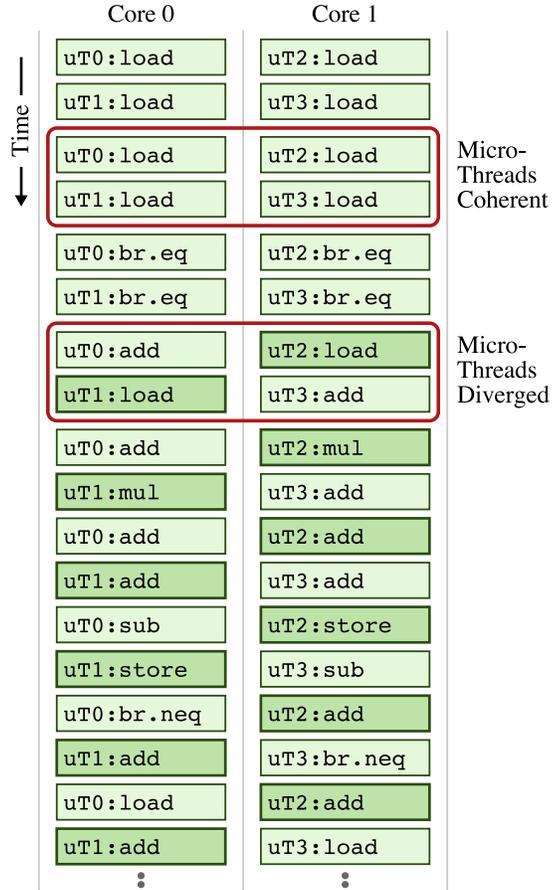 Core 0 Core 1
Time
uT0:load uT2:load
uT1:load uT3:load
uT0:load uT2:load
uT1:load uT3:load
Micro-
Threads
Coherent
uT0:br.eq uT2:br.eq
uT1:br.eq uT3:br.eq
uT0:add uT2:load
uT1:load uT3:add
Micro-
Threads
Diverged
uT0:add uT2:mul
uT1:mul uT3:add
uT0:add uT2:add
uT1:add uT3:add
uT0:sub uT2:store
uT1:store uT3:sub
uT0:br.neq uT2:add
uT1:add uT3:br.neq
uT0:load uT2:add
uT1:add uT3:load